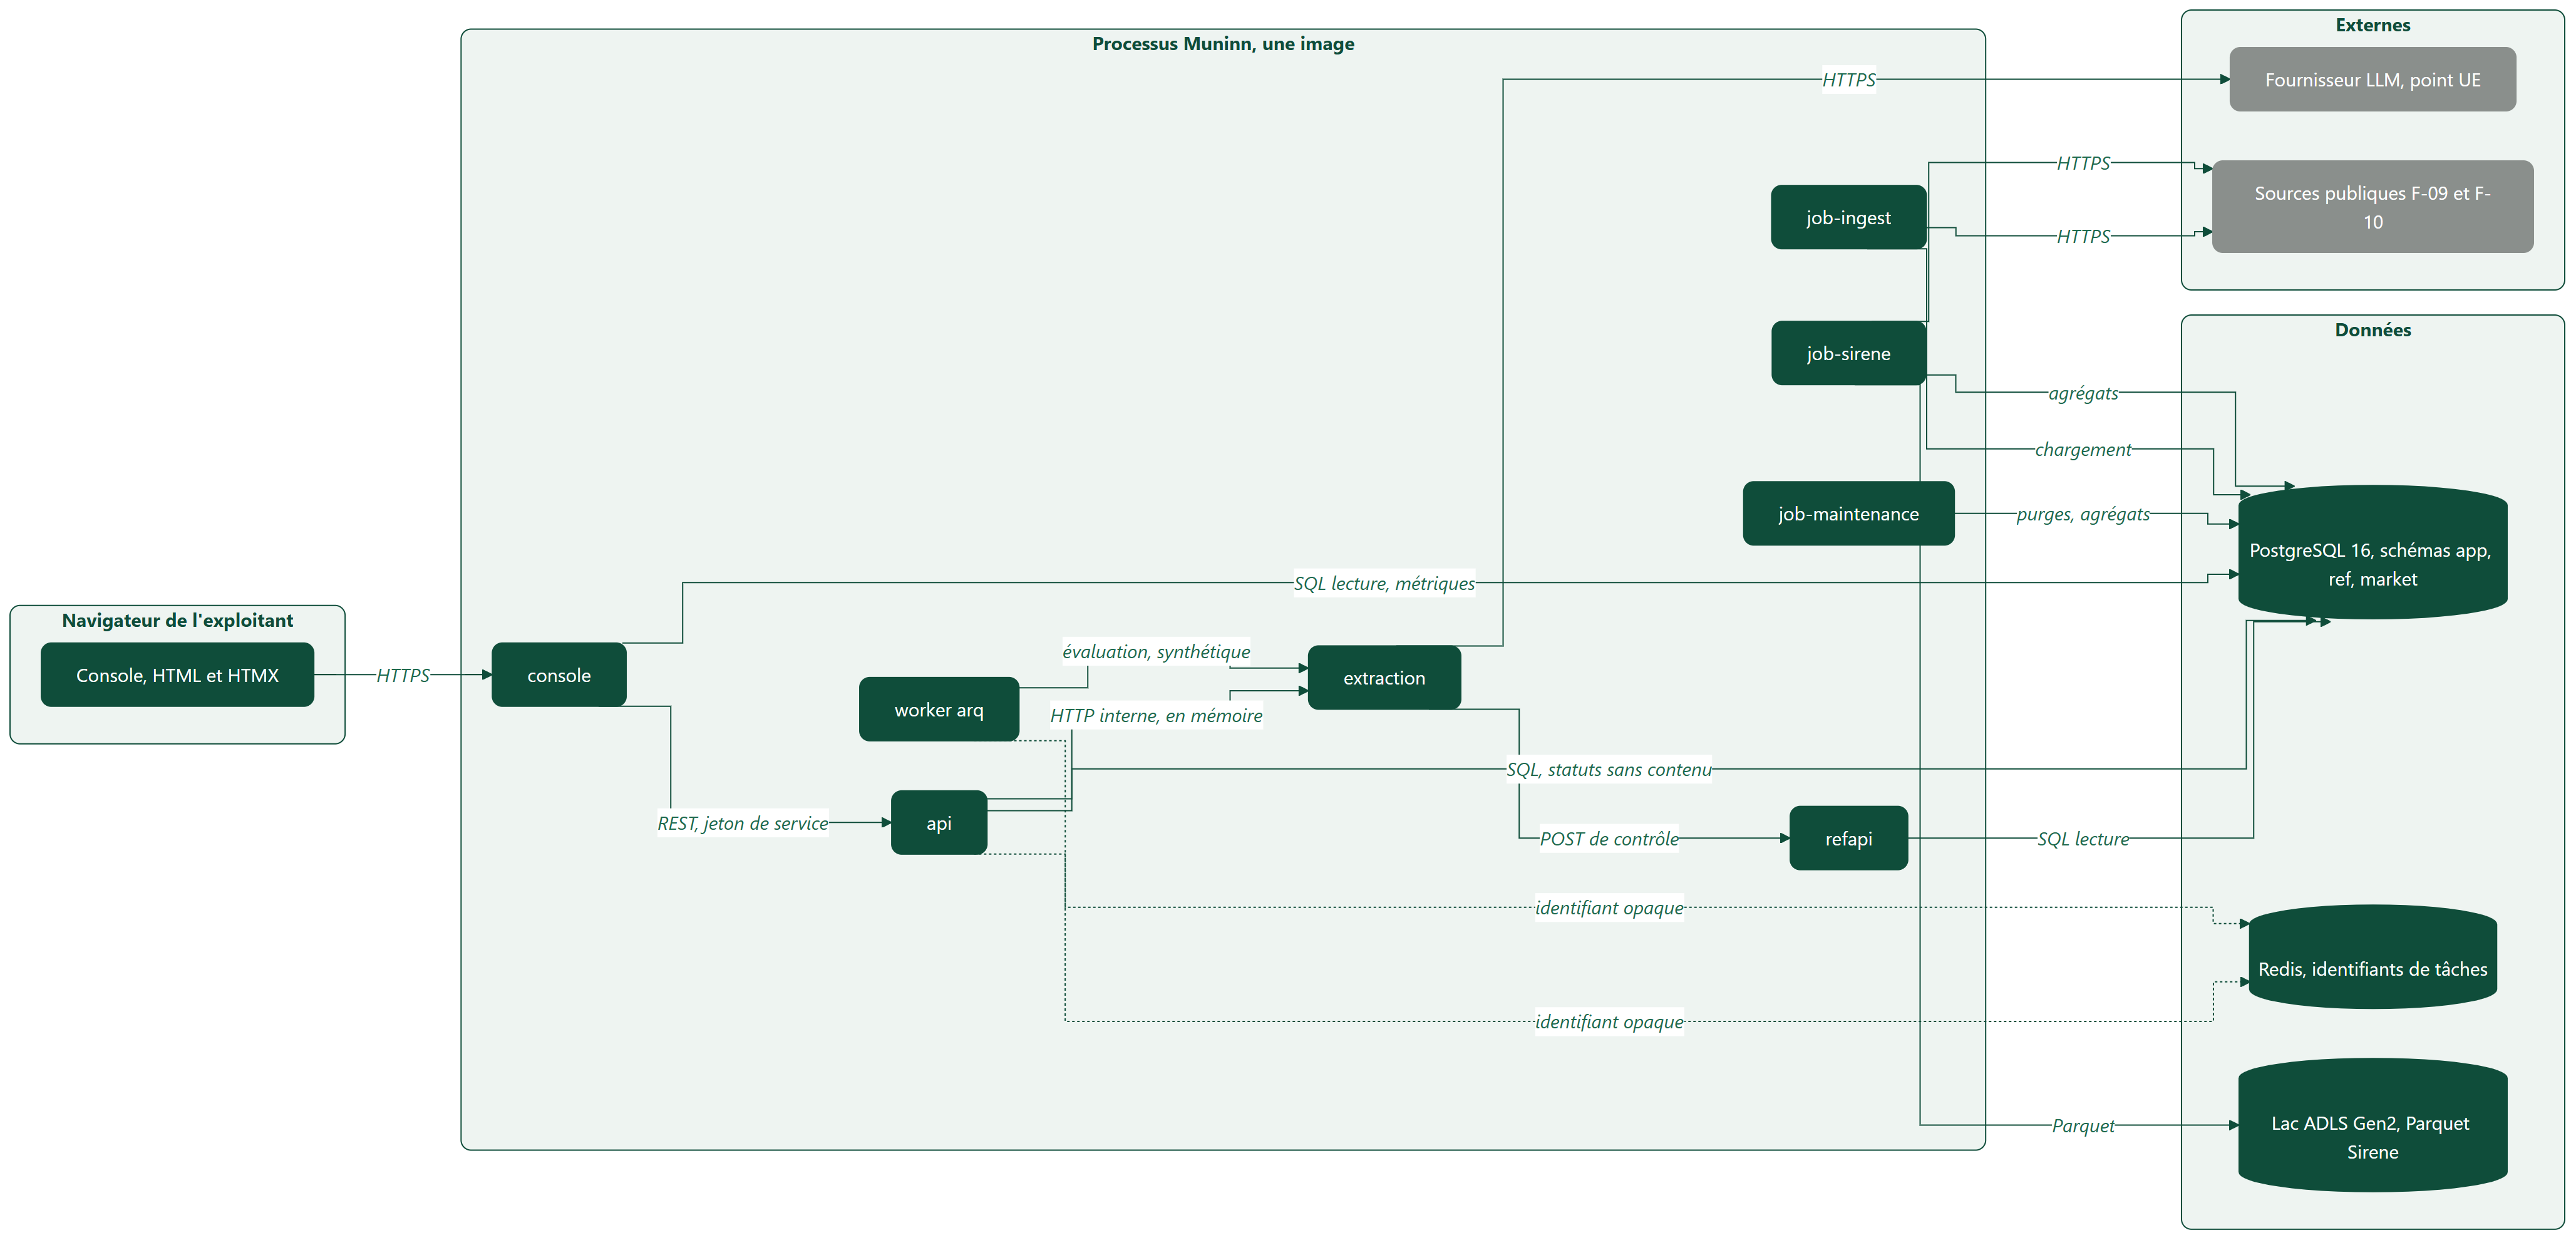 Externes
Processus Muninn, une image
Fournisseur LLM, point UE
HTTPS
HTTPS
Sources publiques F-09 et F-
10
job-ingest
HTTPS
Données
job-sirene
agrégats
chargement
job-maintenance
purges, agrégats
PostgreSQL 16, schémas app,
ref, market
SQL lecture, métriques
Navigateur de l'exploitant
Console, HTML et HTMX
HTTPS
console
évaluation, synthétique
extraction
worker arq
HTTP interne, en mémoire
SQL, statuts sans contenu
REST, jeton de service
api
POST de contrôle
refapi
SQL lecture
identifiant opaque
Redis, identifiants de tâches
identifiant opaque
Parquet
Lac ADLS Gen2, Parquet
Sirene